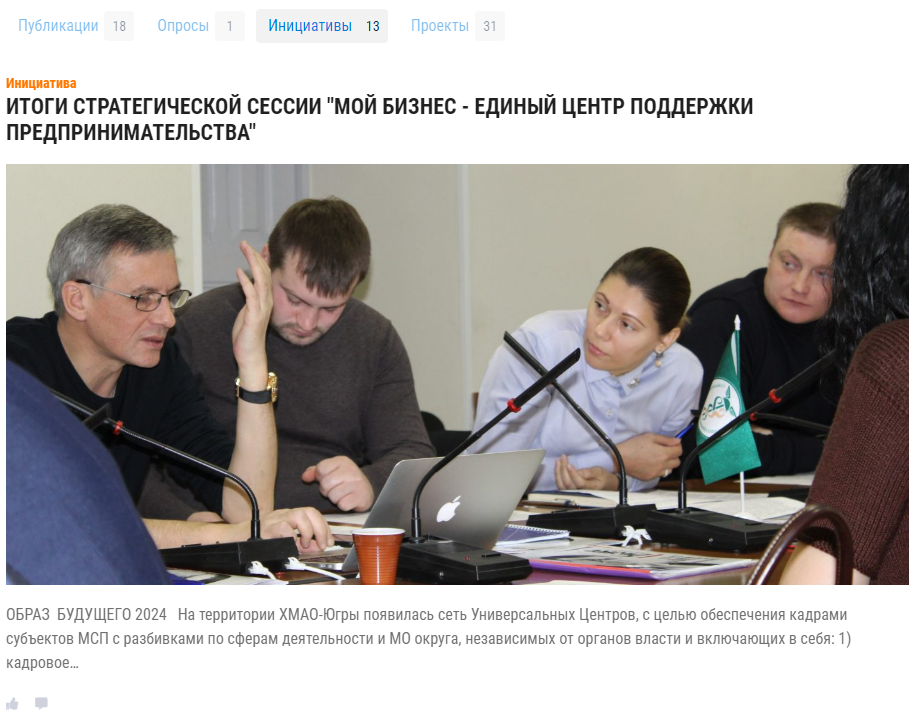 Публикации 18 Опросы 1 Инициативы 13 Проекты 31
Инициатива
ИТОГИ СТРАТЕГИЧЕСКОЙ СЕССИИ "МОЙ БИЗНЕС - ЕДИНЫЙ ЦЕНТР ПОДДЕРЖКИ
ПРЕДПРИНИМАТЕЛЬСТВА"
ОБРАЗ БУДУЩЕГО 2024 На территории ХМАО-Югры появилась сеть Универсальных Центров, с целью обеспечения кадрами
субъектов МСП с разбивками по сферам деятельности и МО округа, независимых от органов власти и включающих в себя: 1)
кадровое…